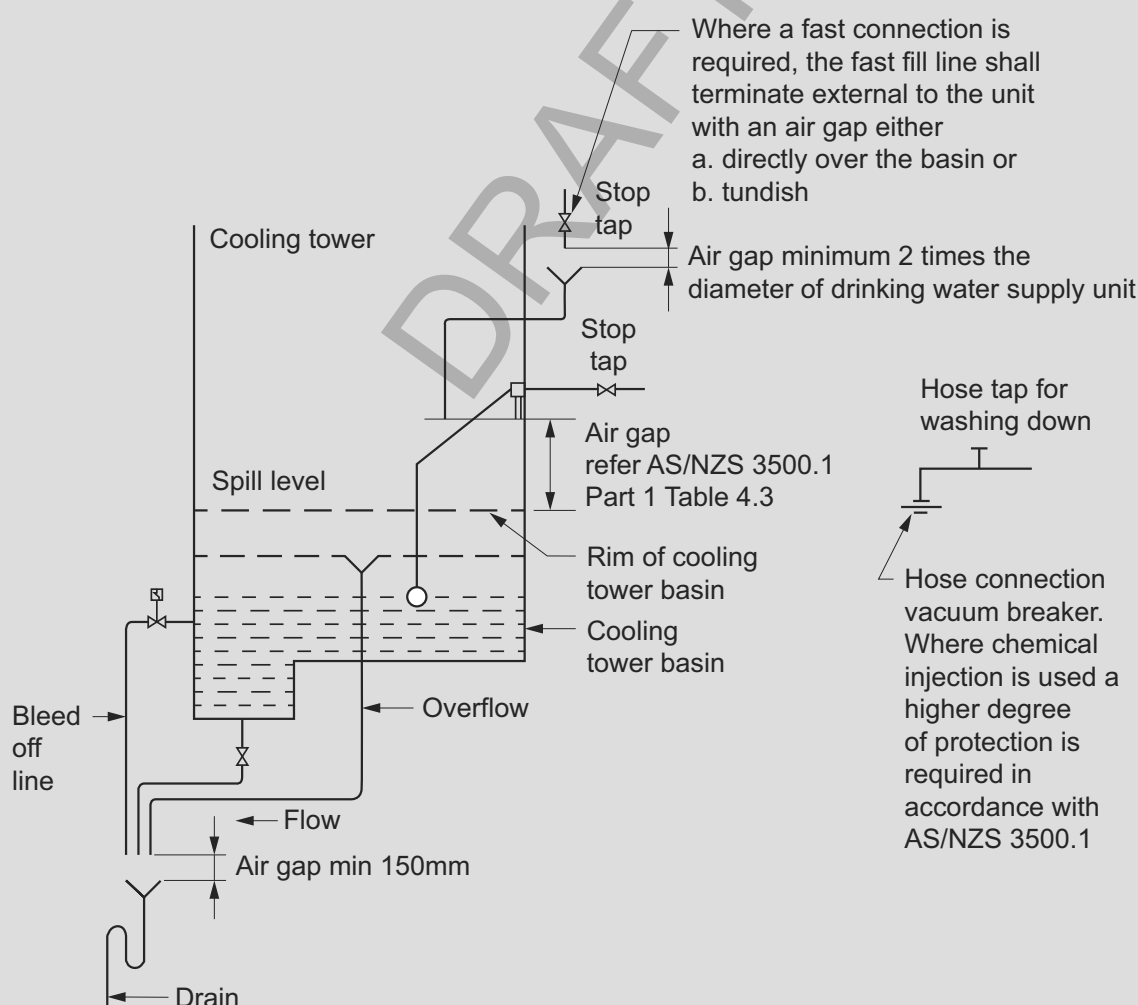 DRAFT
Where a fast connection is
required, the fast fill line shall
terminate external to the unit
with an air gap either
a. directly over the basin or
b. tundish
Stop
tap
Cooling tower
Air gap minimum 2 times the
diameter of drinking water supply unit
Stop
tap
Hose tap for
washing down
Air gap
refer AS/NZS 3500.1
Part 1 Table 4.3
Spill level
Rim of cooling
tower basin
Hose connection
vacuum breaker.
Where chemical
injection is used a
higher degree
of protection is
required in
accordance with
AS/NZS 3500.1
Cooling
tower basin
Overflow
Bleed
off
line
Flow
Air gap min 150mm
Drain